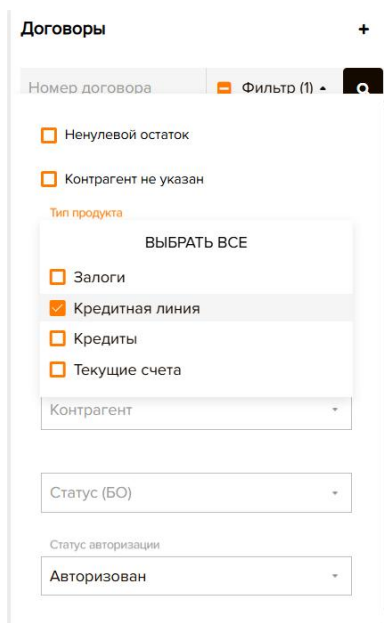 Договоры +
Номер договора Фильтр (1)
Ненулевой остаток
Контрагент не указан
Тип продукта
ВЫБРАТЬ ВСЕ
Залоги
Кредитная линия
Кредиты
Текущие счета
Контрагент
Статус (БО)
Статус авторизации
Авторизован